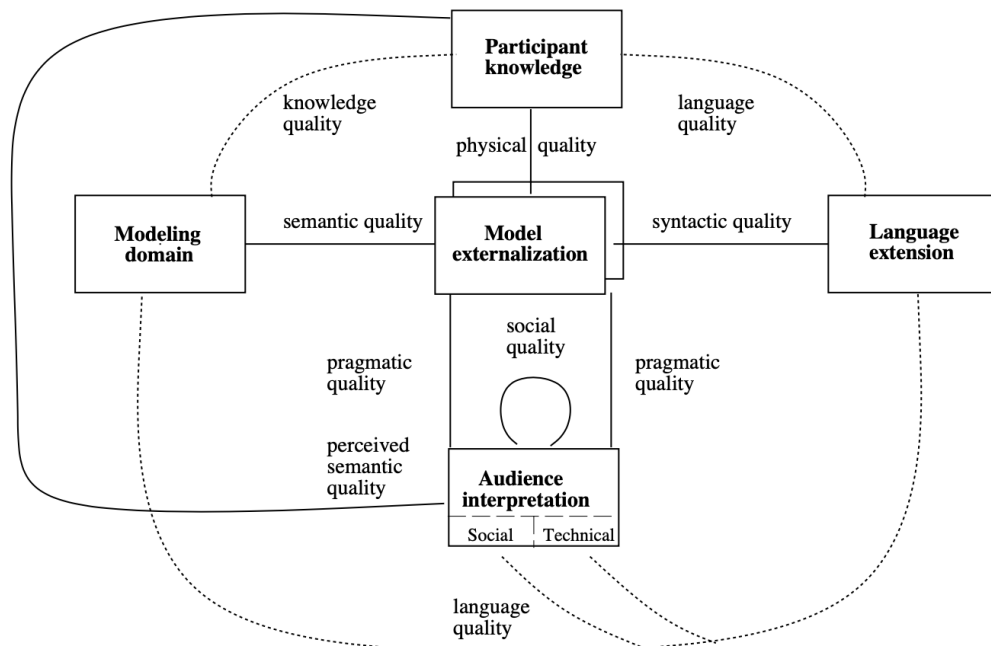 Participant
knowledge
knowledge
quality
language
quality
physical quality
Modeling
domain
semantic quality
Model
externalization
syntactic quality
Language
extension
social
quality
pragmatic
quality
pragmatic
quality
perceived
semantic
quality
Audience
interpretation
Social
Technical
language
quality